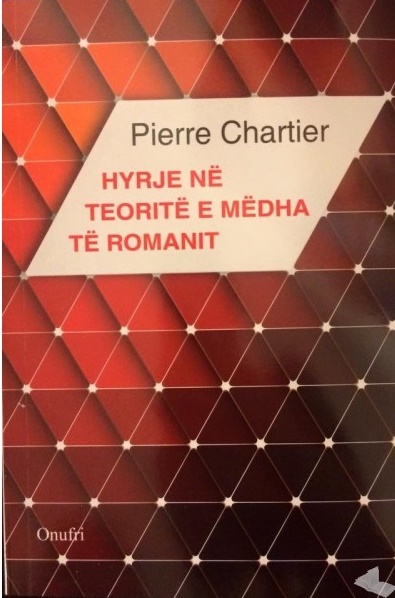 Pierre Chartier
HYRJE NË
TEORITË E MËDHA
TË ROMANIT
Onufri